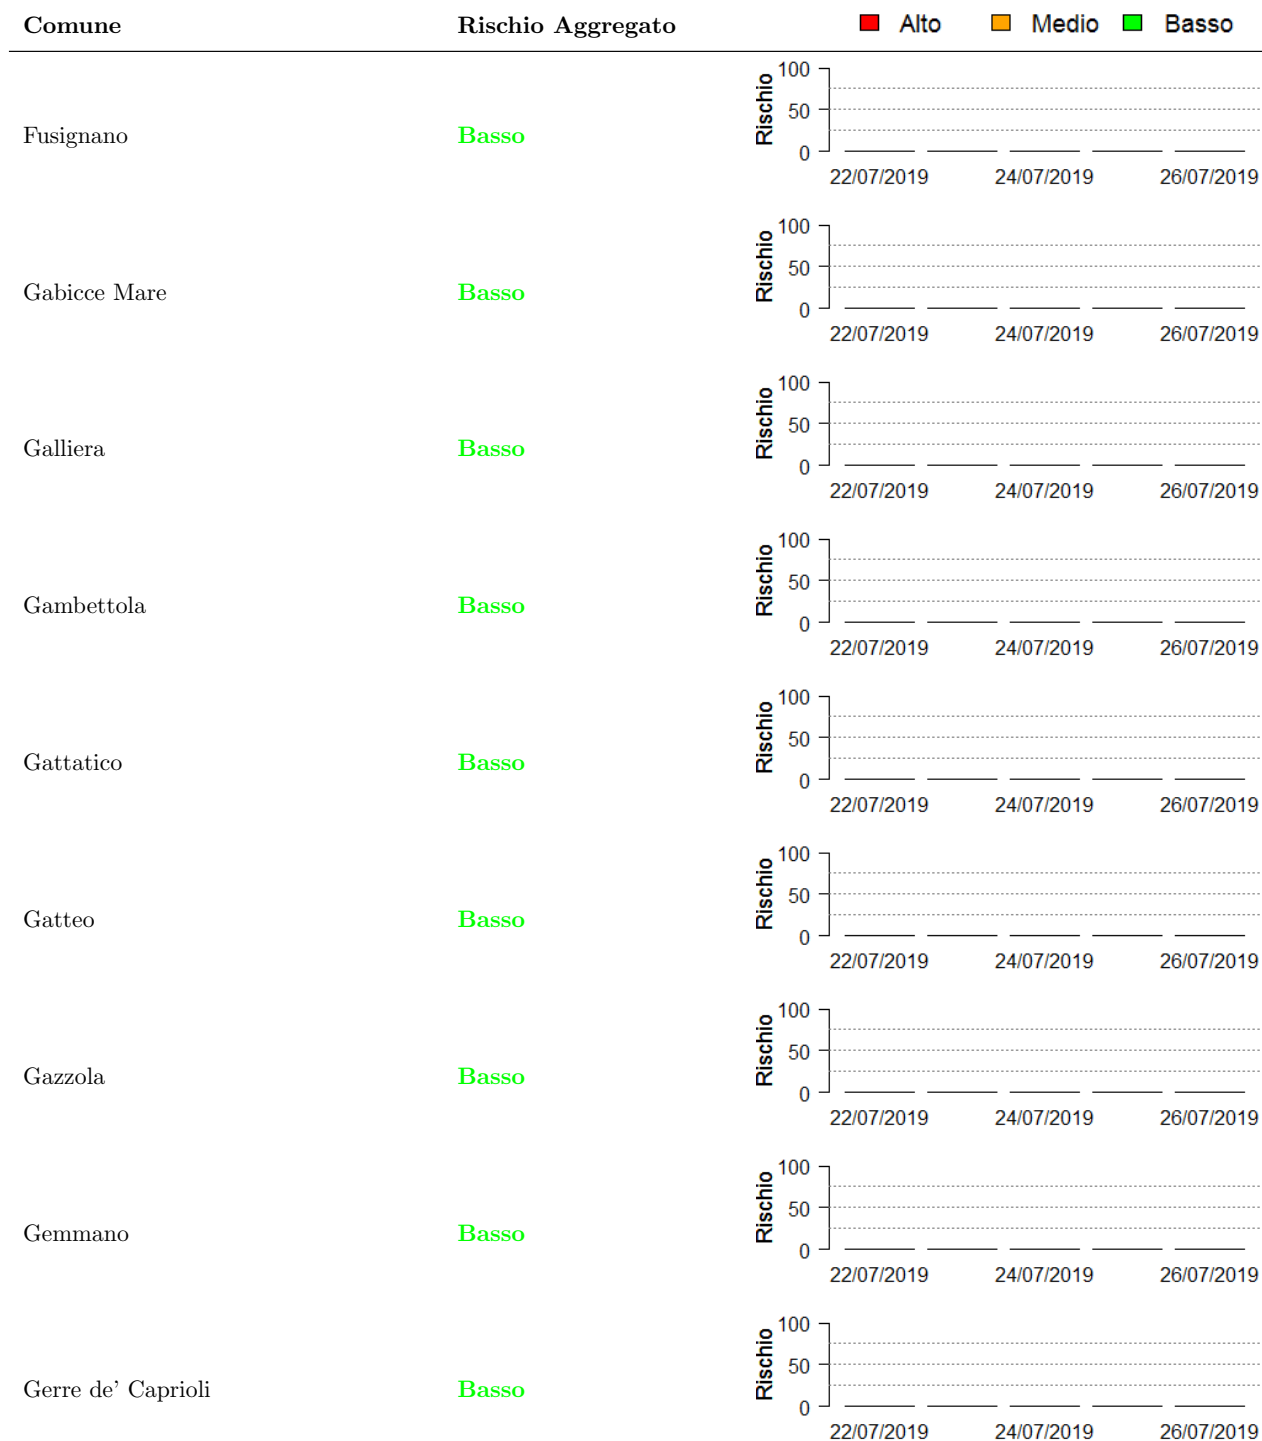 Comune Rischio Aggregato Alto Medio Basso
Fusignano Basso
Rischio
100
50
0
22/07/2019 24/07/2019 26/07/2019
Gabicce Mare Basso
Rischio
100
50
0
22/07/2019 24/07/2019 26/07/2019
Galliera Basso
Rischio
100
50
0
22/07/2019 24/07/2019 26/07/2019
Gambettola Basso
Rischio
100
50
0
22/07/2019 24/07/2019 26/07/2019
Gattatico Basso
Rischio
100
50
0
22/07/2019 24/07/2019 26/07/2019
Gatteo Basso
Rischio
100
50
0
22/07/2019 24/07/2019 26/07/2019
Gazzola Basso
Rischio
100
50
0
22/07/2019 24/07/2019 26/07/2019
Gemmano Basso
Rischio
100
50
0
22/07/2019 24/07/2019 26/07/2019
Gerre de' Caprioli Basso
Rischio
100
50
0
22/07/2019 24/07/2019 26/07/2019